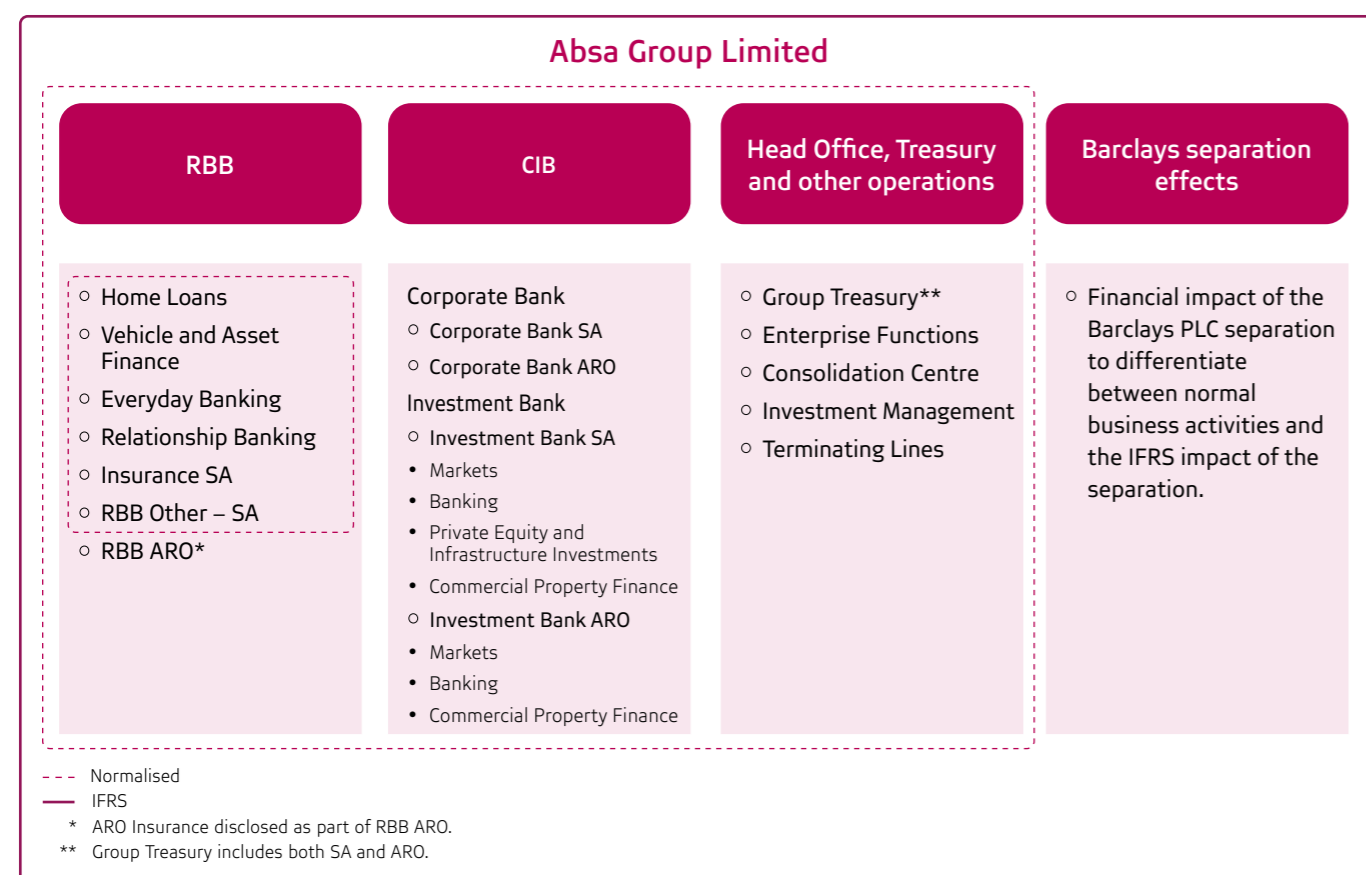 Absa Group Limited
RBB
CIB
Head Office, Treasury
and other operations
Barclays separation
effects
○ Home Loans
○ Vehicle and Asset
Finance
○ Everyday Banking
○ Relationship Banking
○ Insurance SA
○ RBB Other – SA
○ RBB ARO*
Corporate Bank
○ Corporate Bank SA
○ Corporate Bank ARO
Investment Bank
○ Investment Bank SA
• Markets
• Banking
• Private Equity and
Infrastructure Investments
• Commercial Property Finance
○ Investment Bank ARO
• Markets
• Banking
• Commercial Property Finance
○ Group Treasury**
○ Enterprise Functions
○ Consolidation Centre
○ Investment Management
○ Terminating Lines
○ Financial impact of the
Barclays PLC separation
to differentiate
between normal
business activities and
the IFRS impact of the
separation.
--- Normalised
— IFRS
* ARO Insurance disclosed as part of RBB ARO.
** Group Treasury includes both SA and ARO.